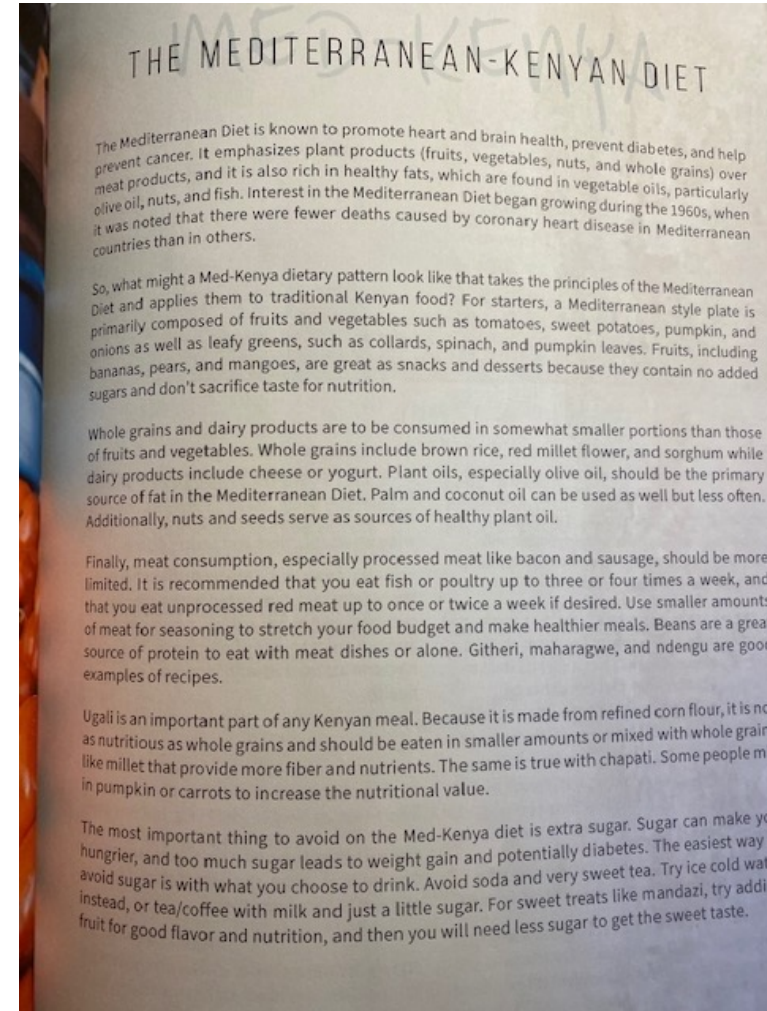 MED-KENYA
THE MEDITERRANEAN-KENYAN DIET
The Mediterranean Diet is known to promote heart and brain health, prevent diabetes, and help
prevent cancer. It emphasizes plant products (fruits, vegetables, nuts, and whole grains) over
meat products, and it is also rich in healthy fats, which are found in vegetable oils, particularly
olive oil, nuts, and fish. Interest in the Mediterranean Diet began growing during the 1960s, when
it was noted that there were fewer deaths caused by coronary heart disease in Mediterranean
countries than in others.
So, what might a Med-Kenya dietary pattern look like that takes the principles of the Mediterranean
Diet and applies them to traditional Kenyan food? For starters, a Mediterranean style plate is
primarily composed of fruits and vegetables such as tomatoes, sweet potatoes, pumpkin, and
onions as well as leafy greens, such as collards, spinach, and pumpkin leaves. Fruits, including
bananas, pears, and mangoes, are great as snacks and desserts because they contain no added
sugars and don't sacrifice taste for nutrition.
Whole grains and dairy products are to be consumed in somewhat smaller portions than those
of fruits and vegetables. Whole grains include brown rice, red millet flower, and sorghum while
dairy products include cheese or yogurt. Plant oils, especially olive oil, should be the primary
source of fat in the Mediterranean Diet. Palm and coconut oil can be used as well but less often.
Additionally, nuts and seeds serve as sources of healthy plant oil.
Finally, meat consumption, especially processed meat like bacon and sausage, should be more
limited. It is recommended that you eat fish or poultry up to three or four times a week, and
that you eat unprocessed red meat up to once or twice a week if desired. Use smaller amounts
of meat for seasoning to stretch your food budget and make healthier meals. Beans are a grea
source of protein to eat with meat dishes or alone. Githeri, maharagwe, and ndengu are goo
examples of recipes.
Ugali is an important part of any Kenyan meal. Because it is made from refined corn flour, it is no
as nutritious as whole grains and should be eaten in smaller amounts or mixed with whole grain
like millet that provide more fiber and nutrients. The same is true with chapati. Some people m
in pumpkin or carrots to increase the nutritional value.
The most important thing to avoid on the Med-Kenya diet is extra sugar. Sugar can make yo
hungrier, and too much sugar leads to weight gain and potentially diabetes. The easiest way
avoid sugar is with what you choose to drink. Avoid soda and very sweet tea. Try ice cold wat
instead, or tea/coffee with milk and just a little sugar. For sweet treats like mandazi, try addi
fruit for good flavor and nutrition, and then you will need less sugar to get the sweet taste.